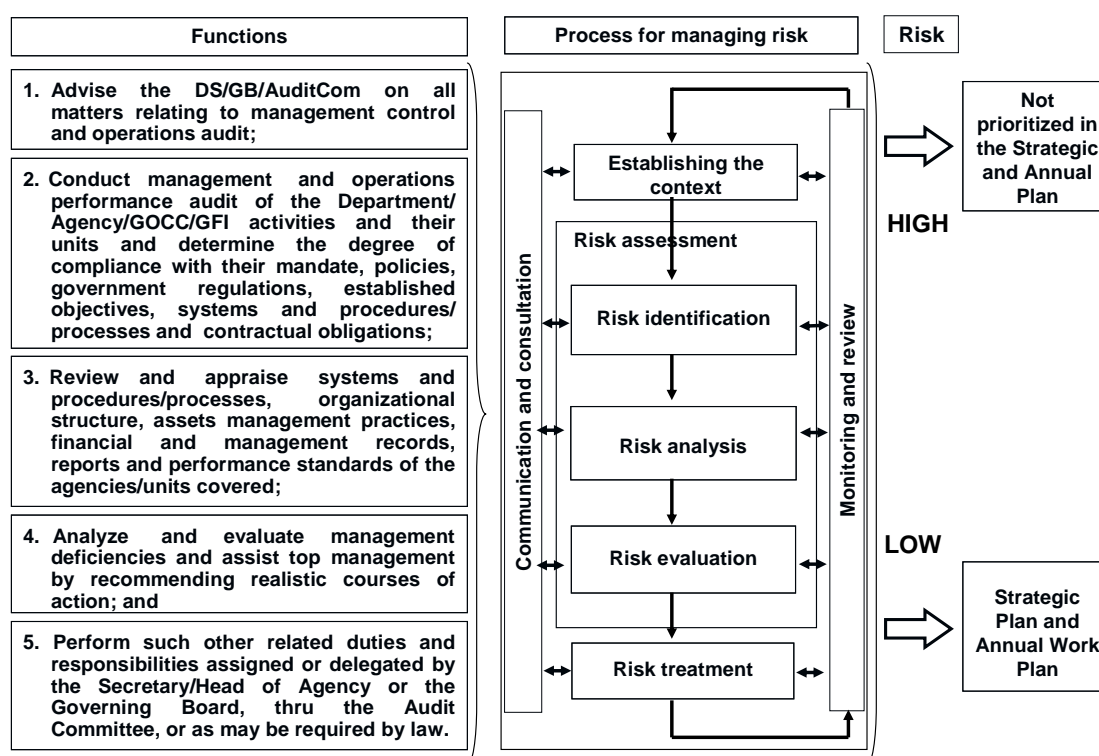 Functions
Process for managing risk
Risk
1. Advise the DS/GB/AuditCom on all
matters relating to management control
and operations audit;
2. Conduct management and operations
performance audit of the Department/
Agency/GOCC/GFI activities and their
units and determine the degree of
compliance with their mandate, policies,
government regulations, established
objectives, systems and procedures/
processes and contractual obligations;
3. Review and appraise systems and
procedures/processes, organizational
structure, assets management practices,
financial and management records,
reports and performance standards of the
agencies/units covered;
4. Analyze and evaluate management
deficiencies and assist top management
by recommending realistic courses of
action; and
5. Perform such other related duties and
responsibilities assigned or delegated by
the Secretary/Head of Agency or the
Governing Board, thru the Audit
Committee, or as may be required by law.
Communication and consultation
Establishing the
context
Risk assessment
Risk identification
Risk analysis
Risk evaluation
Risk treatment
Monitoring and review
HIGH
Not
prioritized in
the Strategic
and Annual
Plan
LOW
Strategic
Plan and
Annual Work
Plan